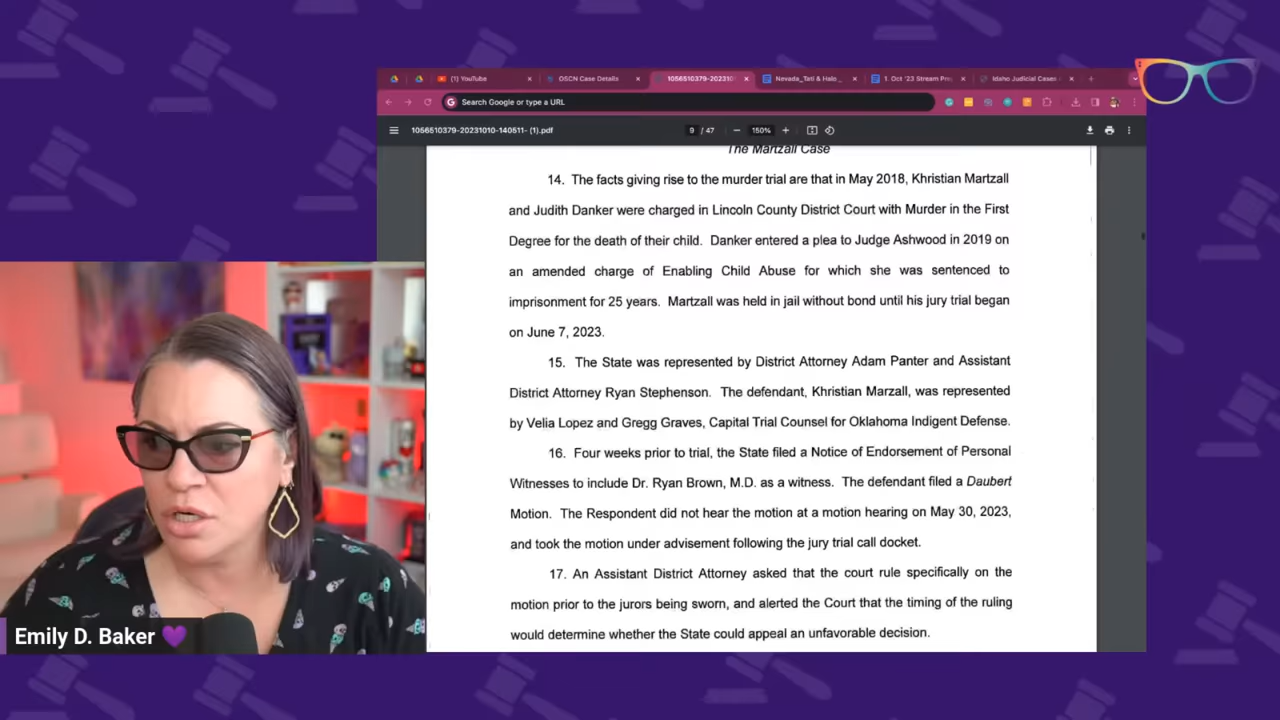 (1) YouTube
OSCN Case Details
1056510379-202310
Nevada_Tati & Halo _
1. Oct '23 Stream Pre
Idaho Judicial Cases
Search Google or type a URL
1056510379-20231010-140511- (1).pdf
9 / 47
150%
The Martzall Case
14. The facts giving rise to the murder trial are that in May 2018, Khristian Martzall
and Judith Danker were charged in Lincoln County District Court with Murder in the First
Degree for the death of their child. Danker entered a plea to Judge Ashwood in 2019 on
an amended charge of Enabling Child Abuse for which she was sentenced to
imprisonment for 25 years. Martzall was held in jail without bond until his jury trial began
on June 7, 2023.
15. The State was represented by District Attorney Adam Panter and Assistant
District Attorney Ryan Stephenson. The defendant, Khristian Marzall, was represented
by Velia Lopez and Gregg Graves, Capital Trial Counsel for Oklahoma Indigent Defense.
16. Four weeks prior to trial, the State filed a Notice of Endorsement of Personal
Witnesses to include Dr. Ryan Brown, M.D. as a witness. The defendant filed a Daubert
Motion. The Respondent did not hear the motion at a motion hearing on May 30, 2023,
and took the motion under advisement following the jury trial call docket.
17. An Assistant District Attorney asked that the court rule specifically on the
motion prior to the jurors being sworn, and alerted the Court that the timing of the ruling
would determine whether the State could appeal an unfavorable decision.
Emily D. Baker 💜